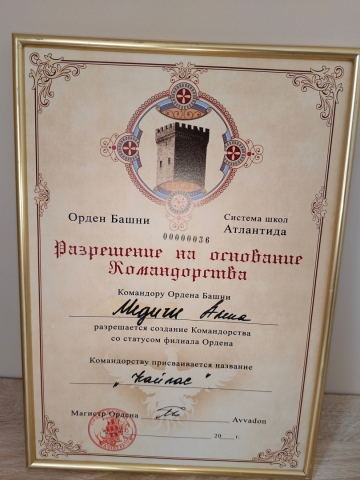 Орден Башни
Система школ
Атлантида
00000036
Разрешение на основание
Командорства
Командору Ордена Башни
Медичи Анна
разрешается создание Командорства
со статусом филиала Ордена
Командорству присваивается название
„Кайлас"
Магистр Ордена
Avvadon
20___г.